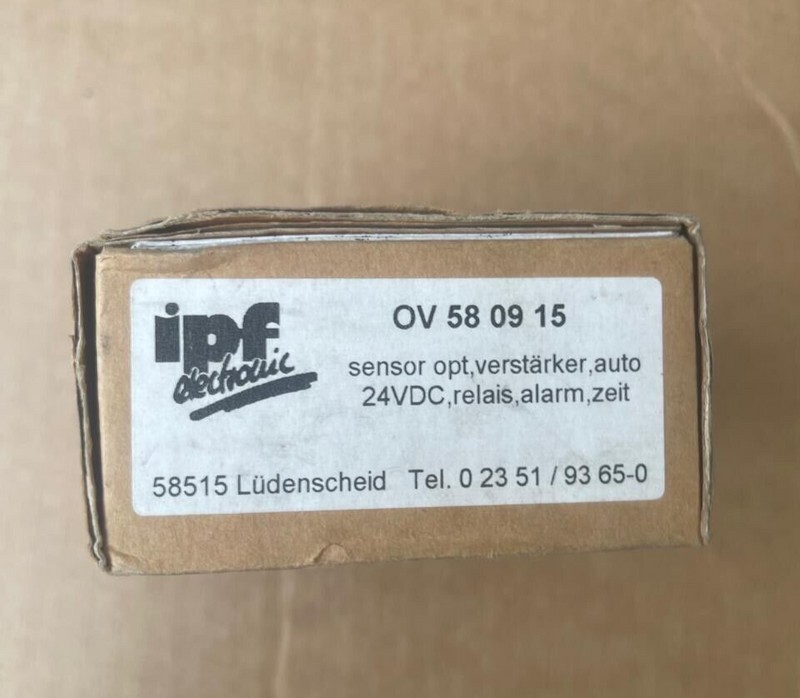 ipf
electronic
OV 58 09 15
sensor opt,verstärker,auto
24VDC,relais,alarm,zeit
58515 Lüdenscheid Tel. 0 23 51 / 93 65-0